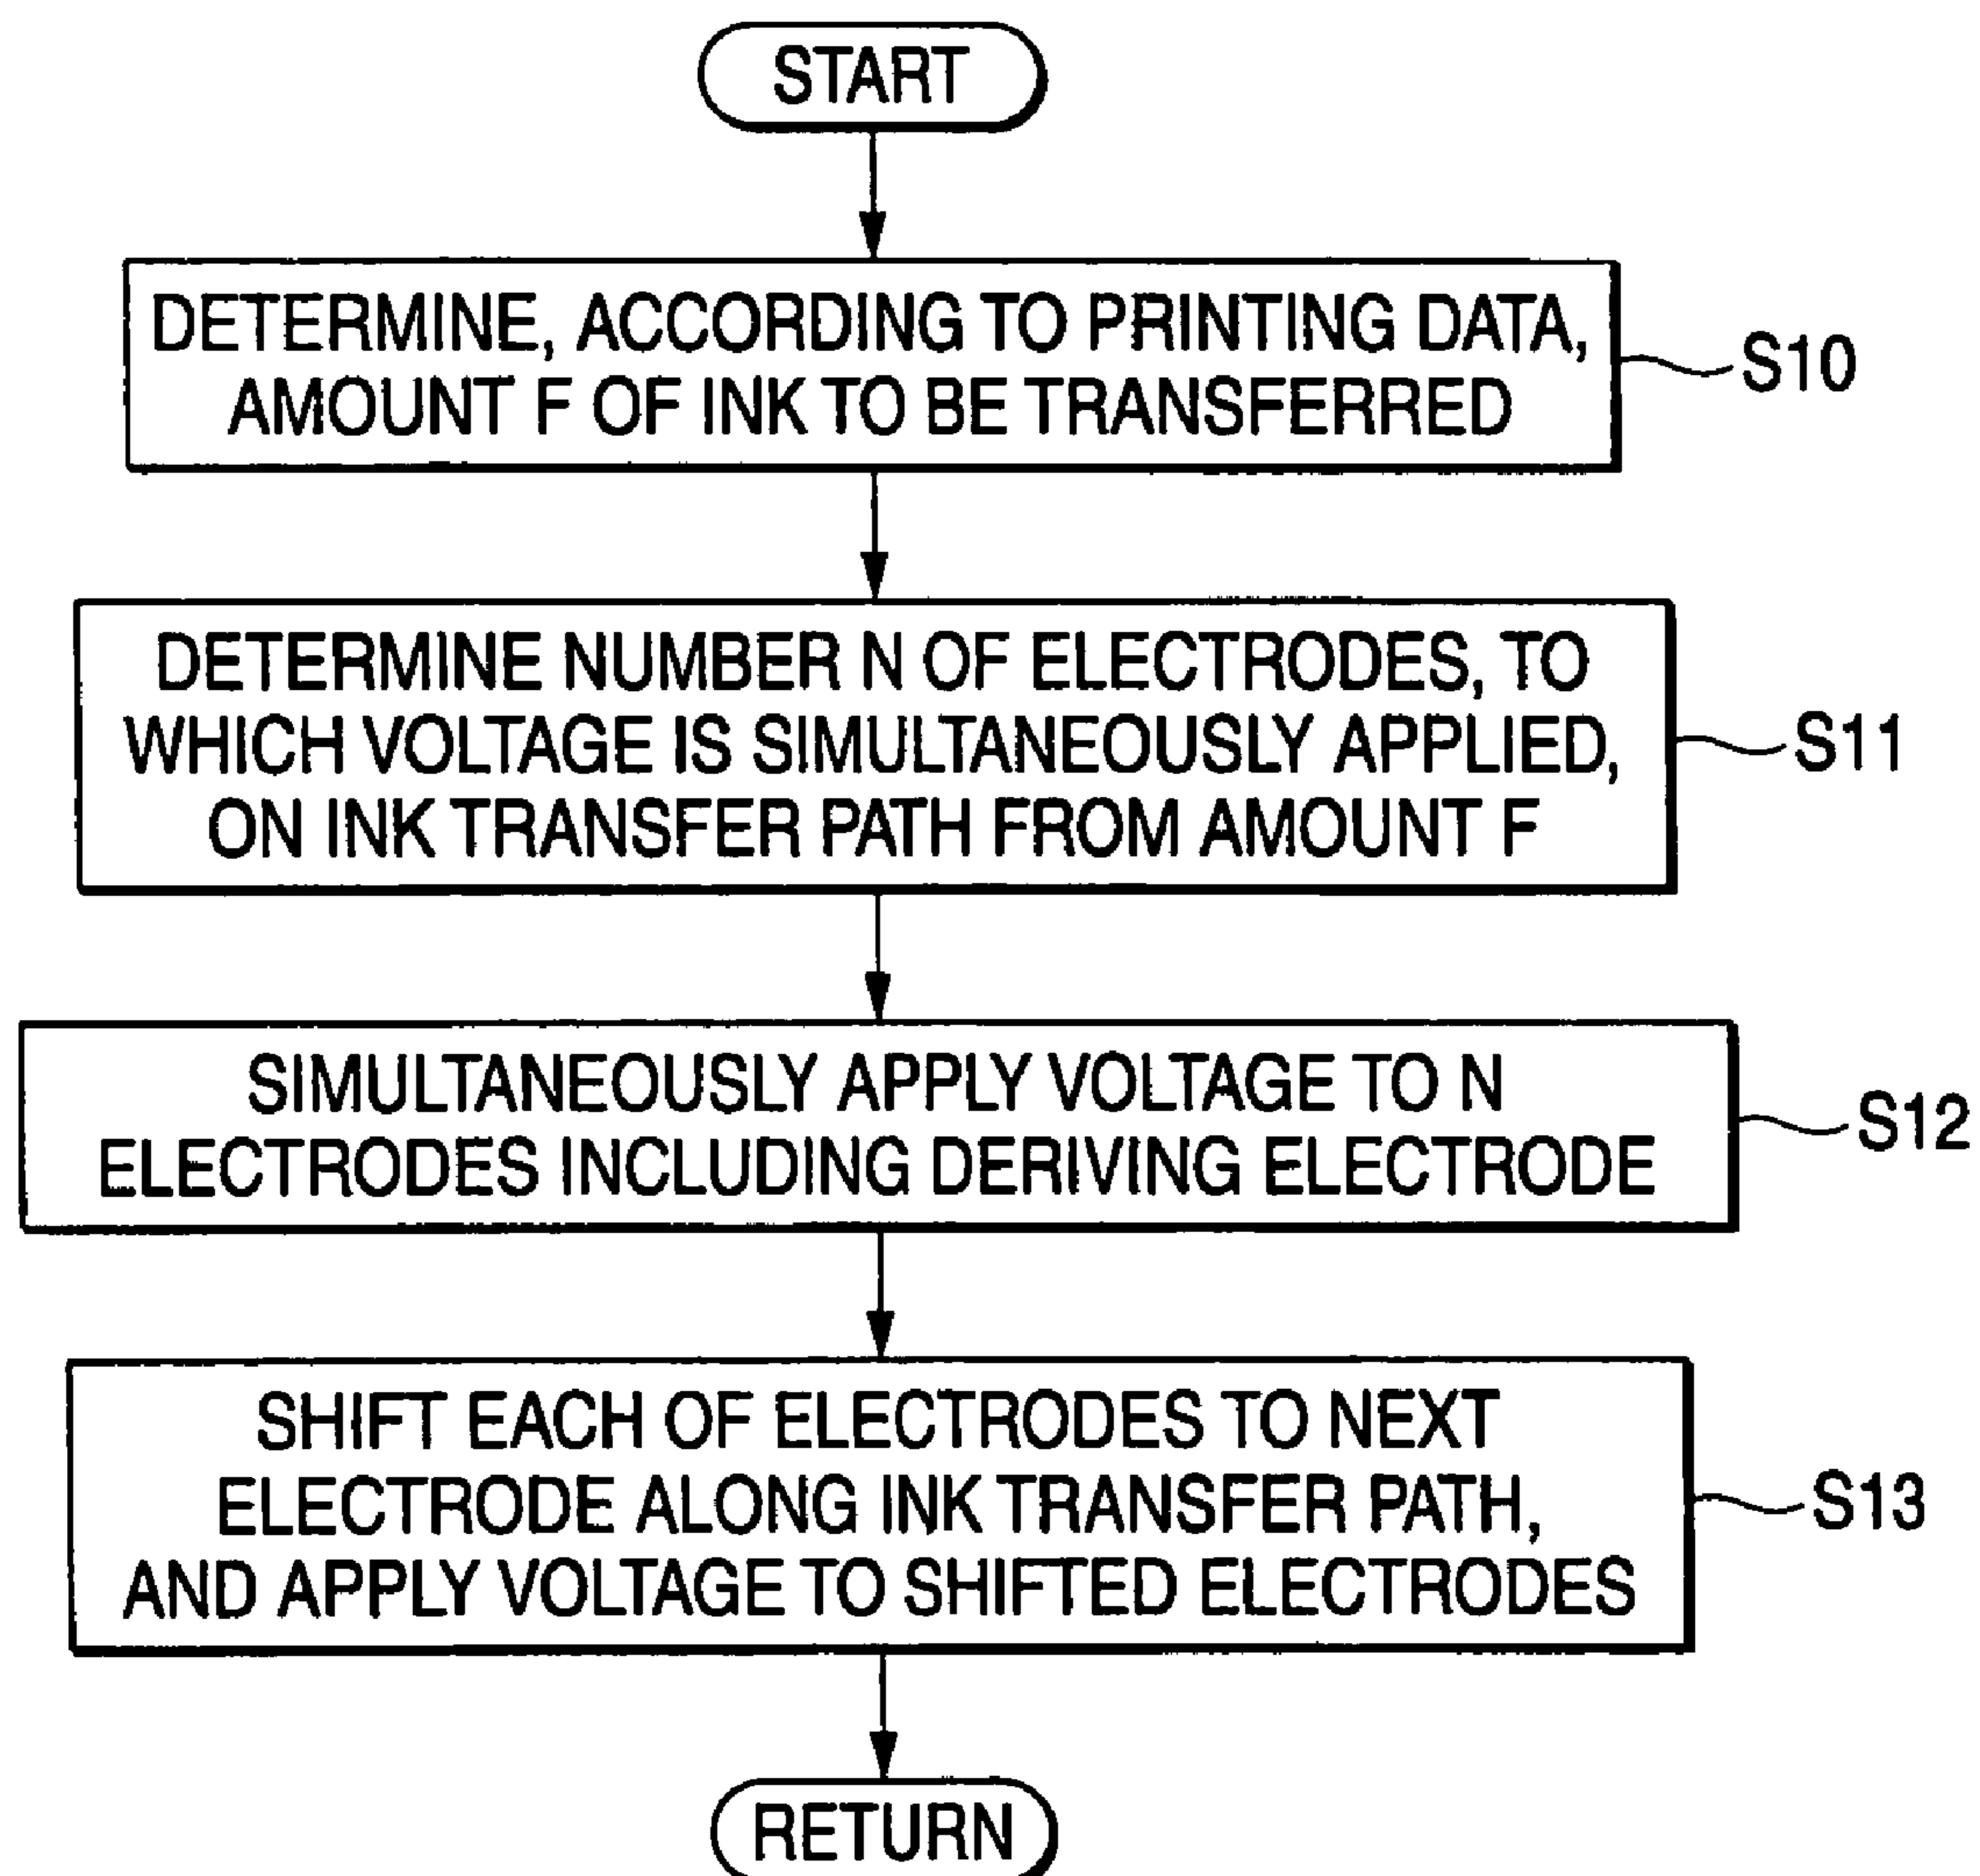 START
DETERMINE, ACCORDING TO PRINTING DATA,
AMOUNT F OF INK TO BE TRANSFERRED
S10
DETERMINE NUMBER N OF ELECTRODES, TO
WHICH VOLTAGE IS SIMULTANEOUSLY APPLIED,
ON INK TRANSFER PATH FROM AMOUNT F
S11
SIMULTANEOUSLY APPLY VOLTAGE TO N
ELECTRODES INCLUDING DERIVING ELECTRODE
S12
SHIFT EACH OF ELECTRODES TO NEXT
ELECTRODE ALONG INK TRANSFER PATH,
AND APPLY VOLTAGE TO SHIFTED ELECTRODES
S13
RETURN